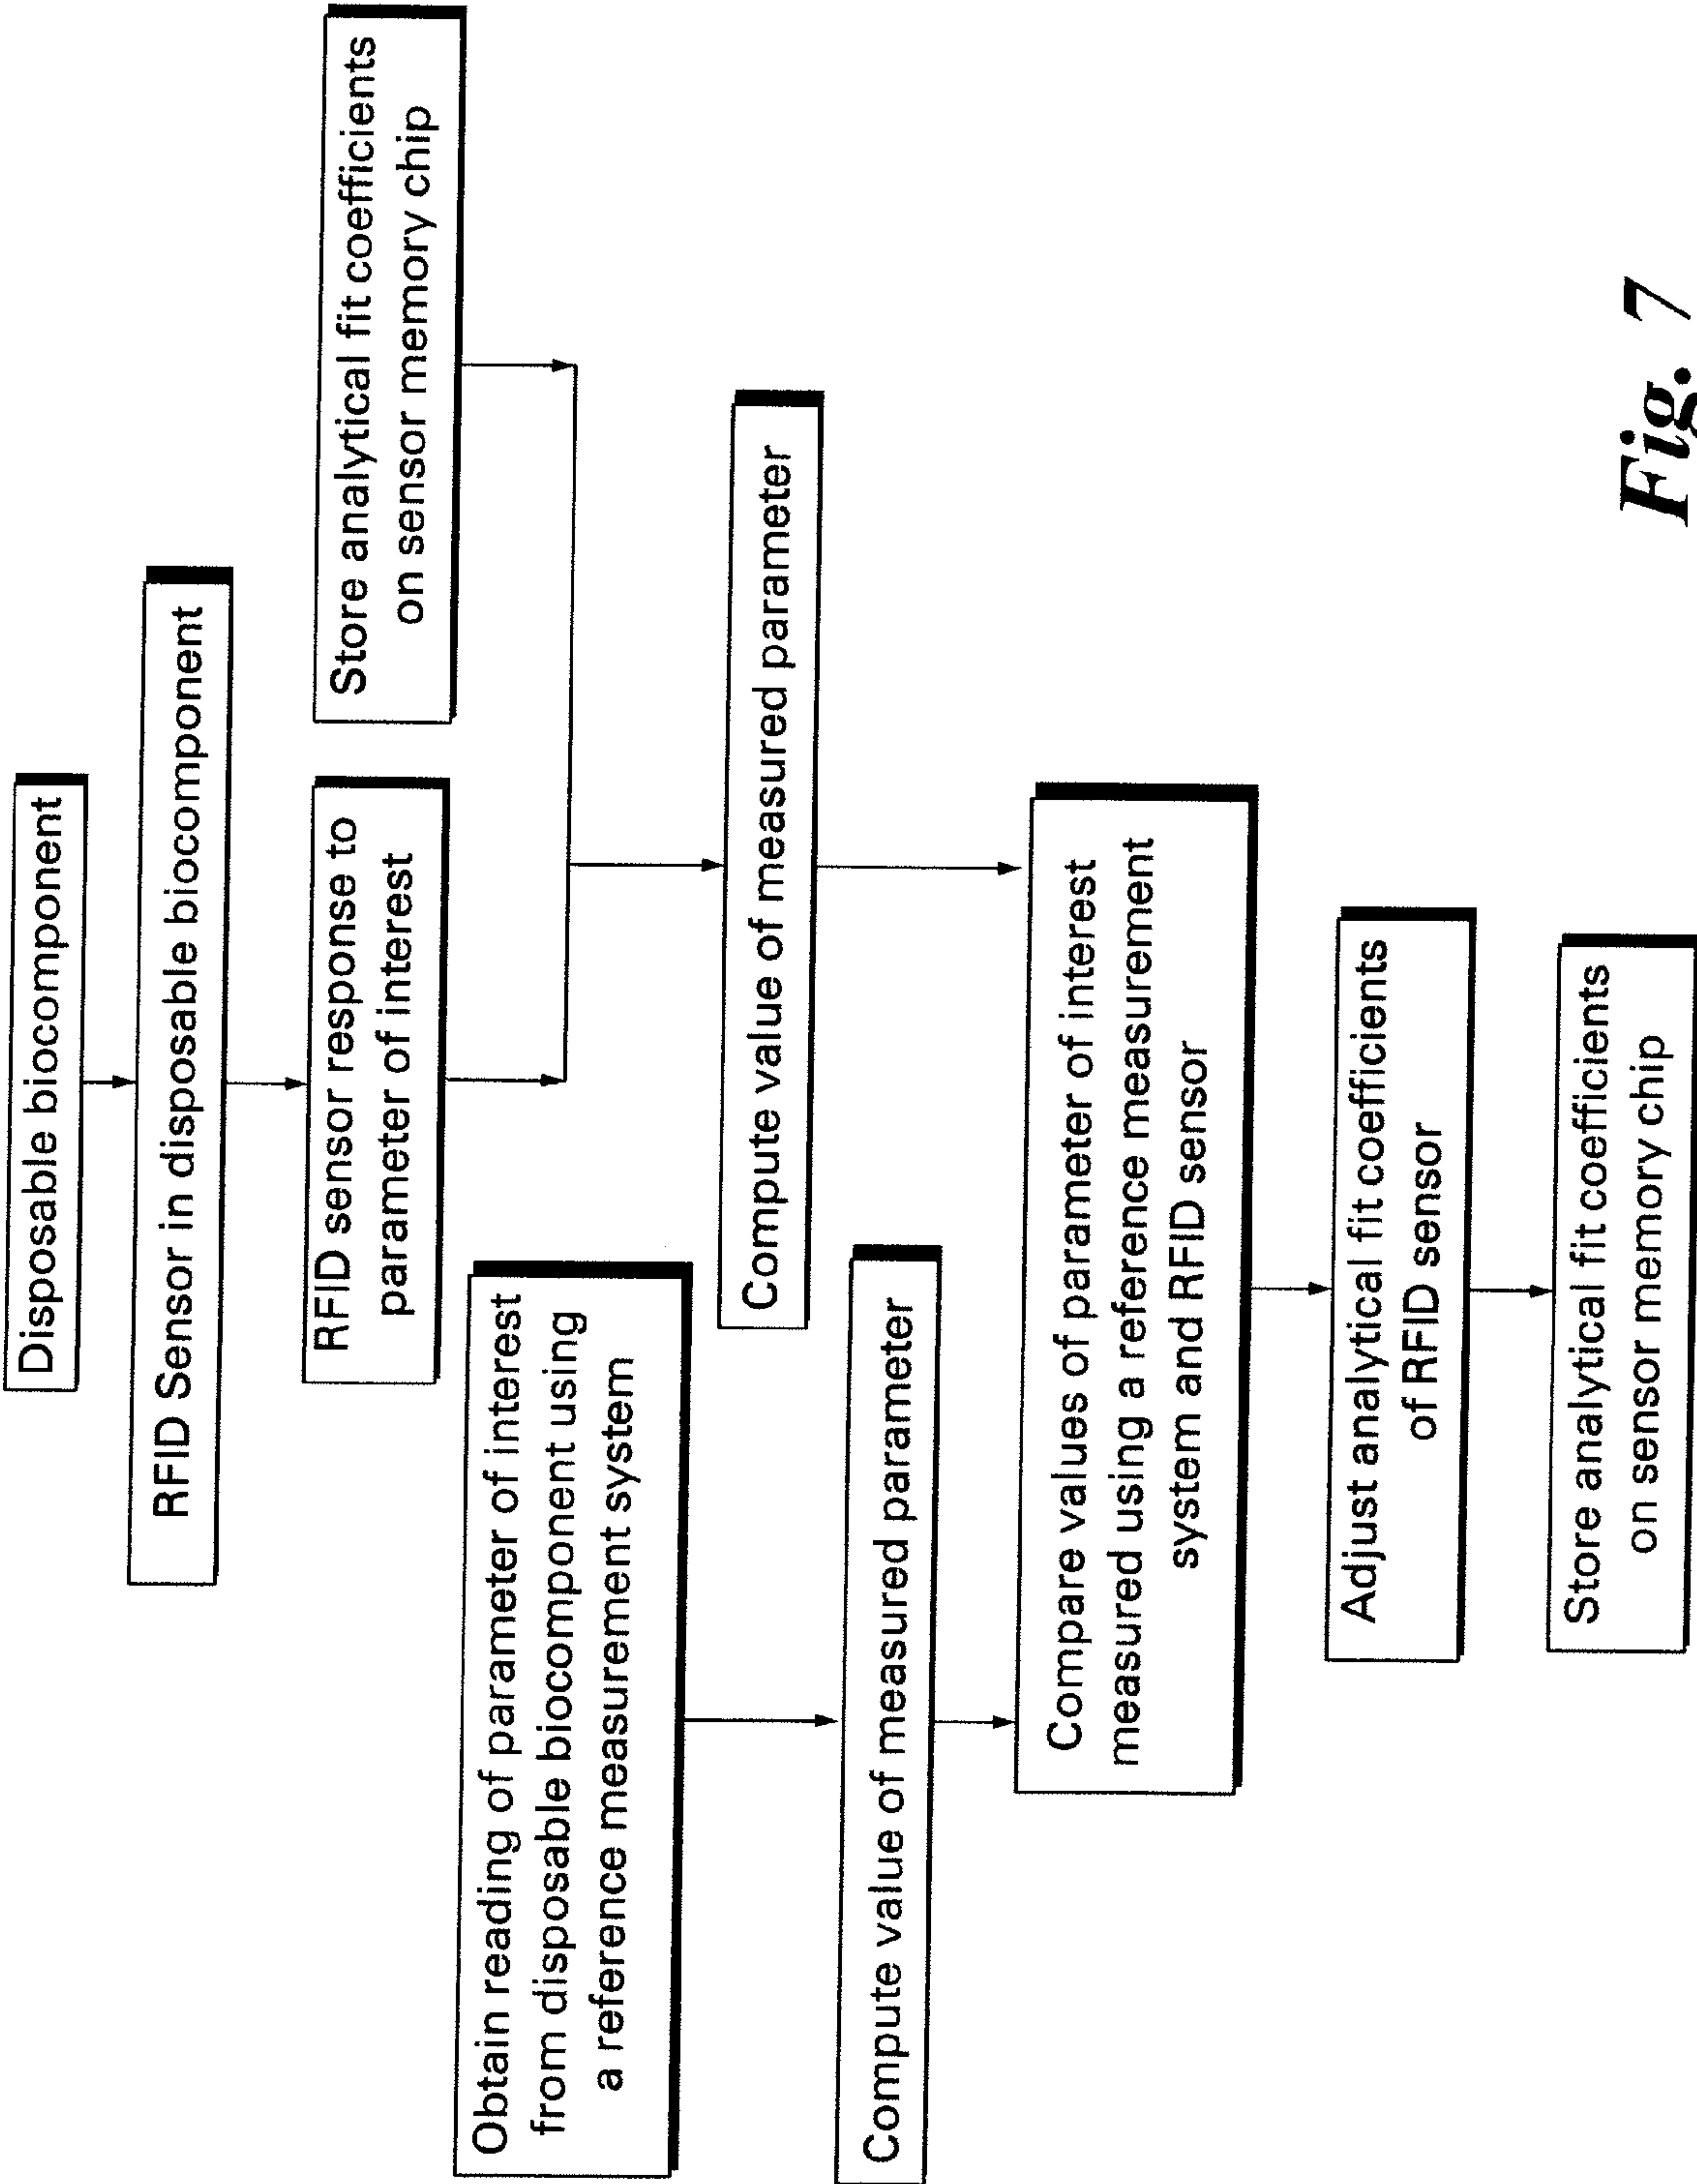 Disposable biocomponent
RFID Sensor in disposable biocomponent
RFID sensor response to
parameter of interest
Store analytical fit coefficients
on sensor memory chip
Obtain reading of parameter of interest
from disposable biocomponent using
a reference measurement system
Compute value of measured parameter
Compute value of measured parameter
Compare values of parameter of interest
measured using a reference measurement
system and RFID sensor
Adjust analytical fit coefficients
of RFID sensor
Store analytical fit coefficients
on sensor memory chip
Fig. 7